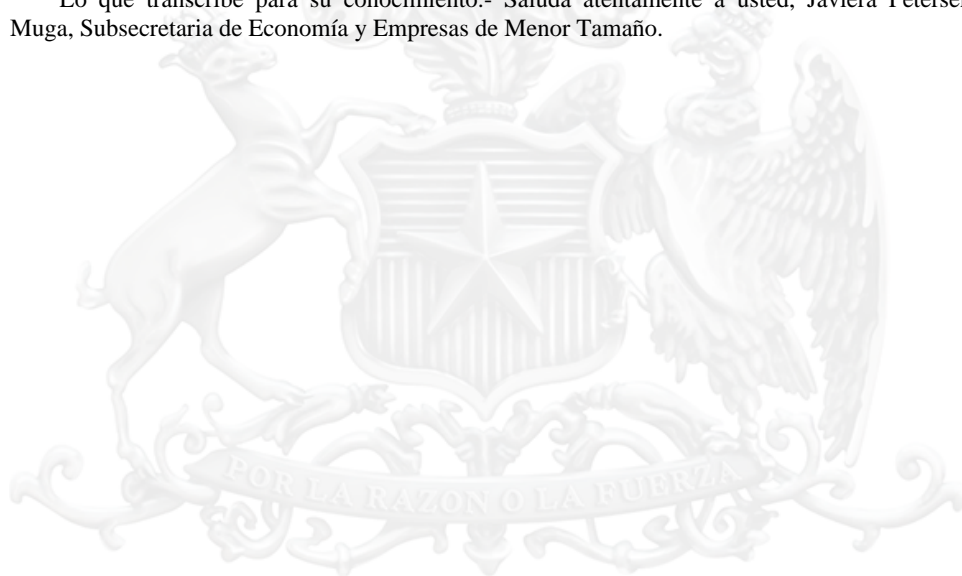 Lo que transcribe para su conocimiento.- Saluda atentamente a usted, Javiera Petersen
Muga, Subsecretaria de Economía y Empresas de Menor Tamaño.
POR LA RAZON O LA FUERZA